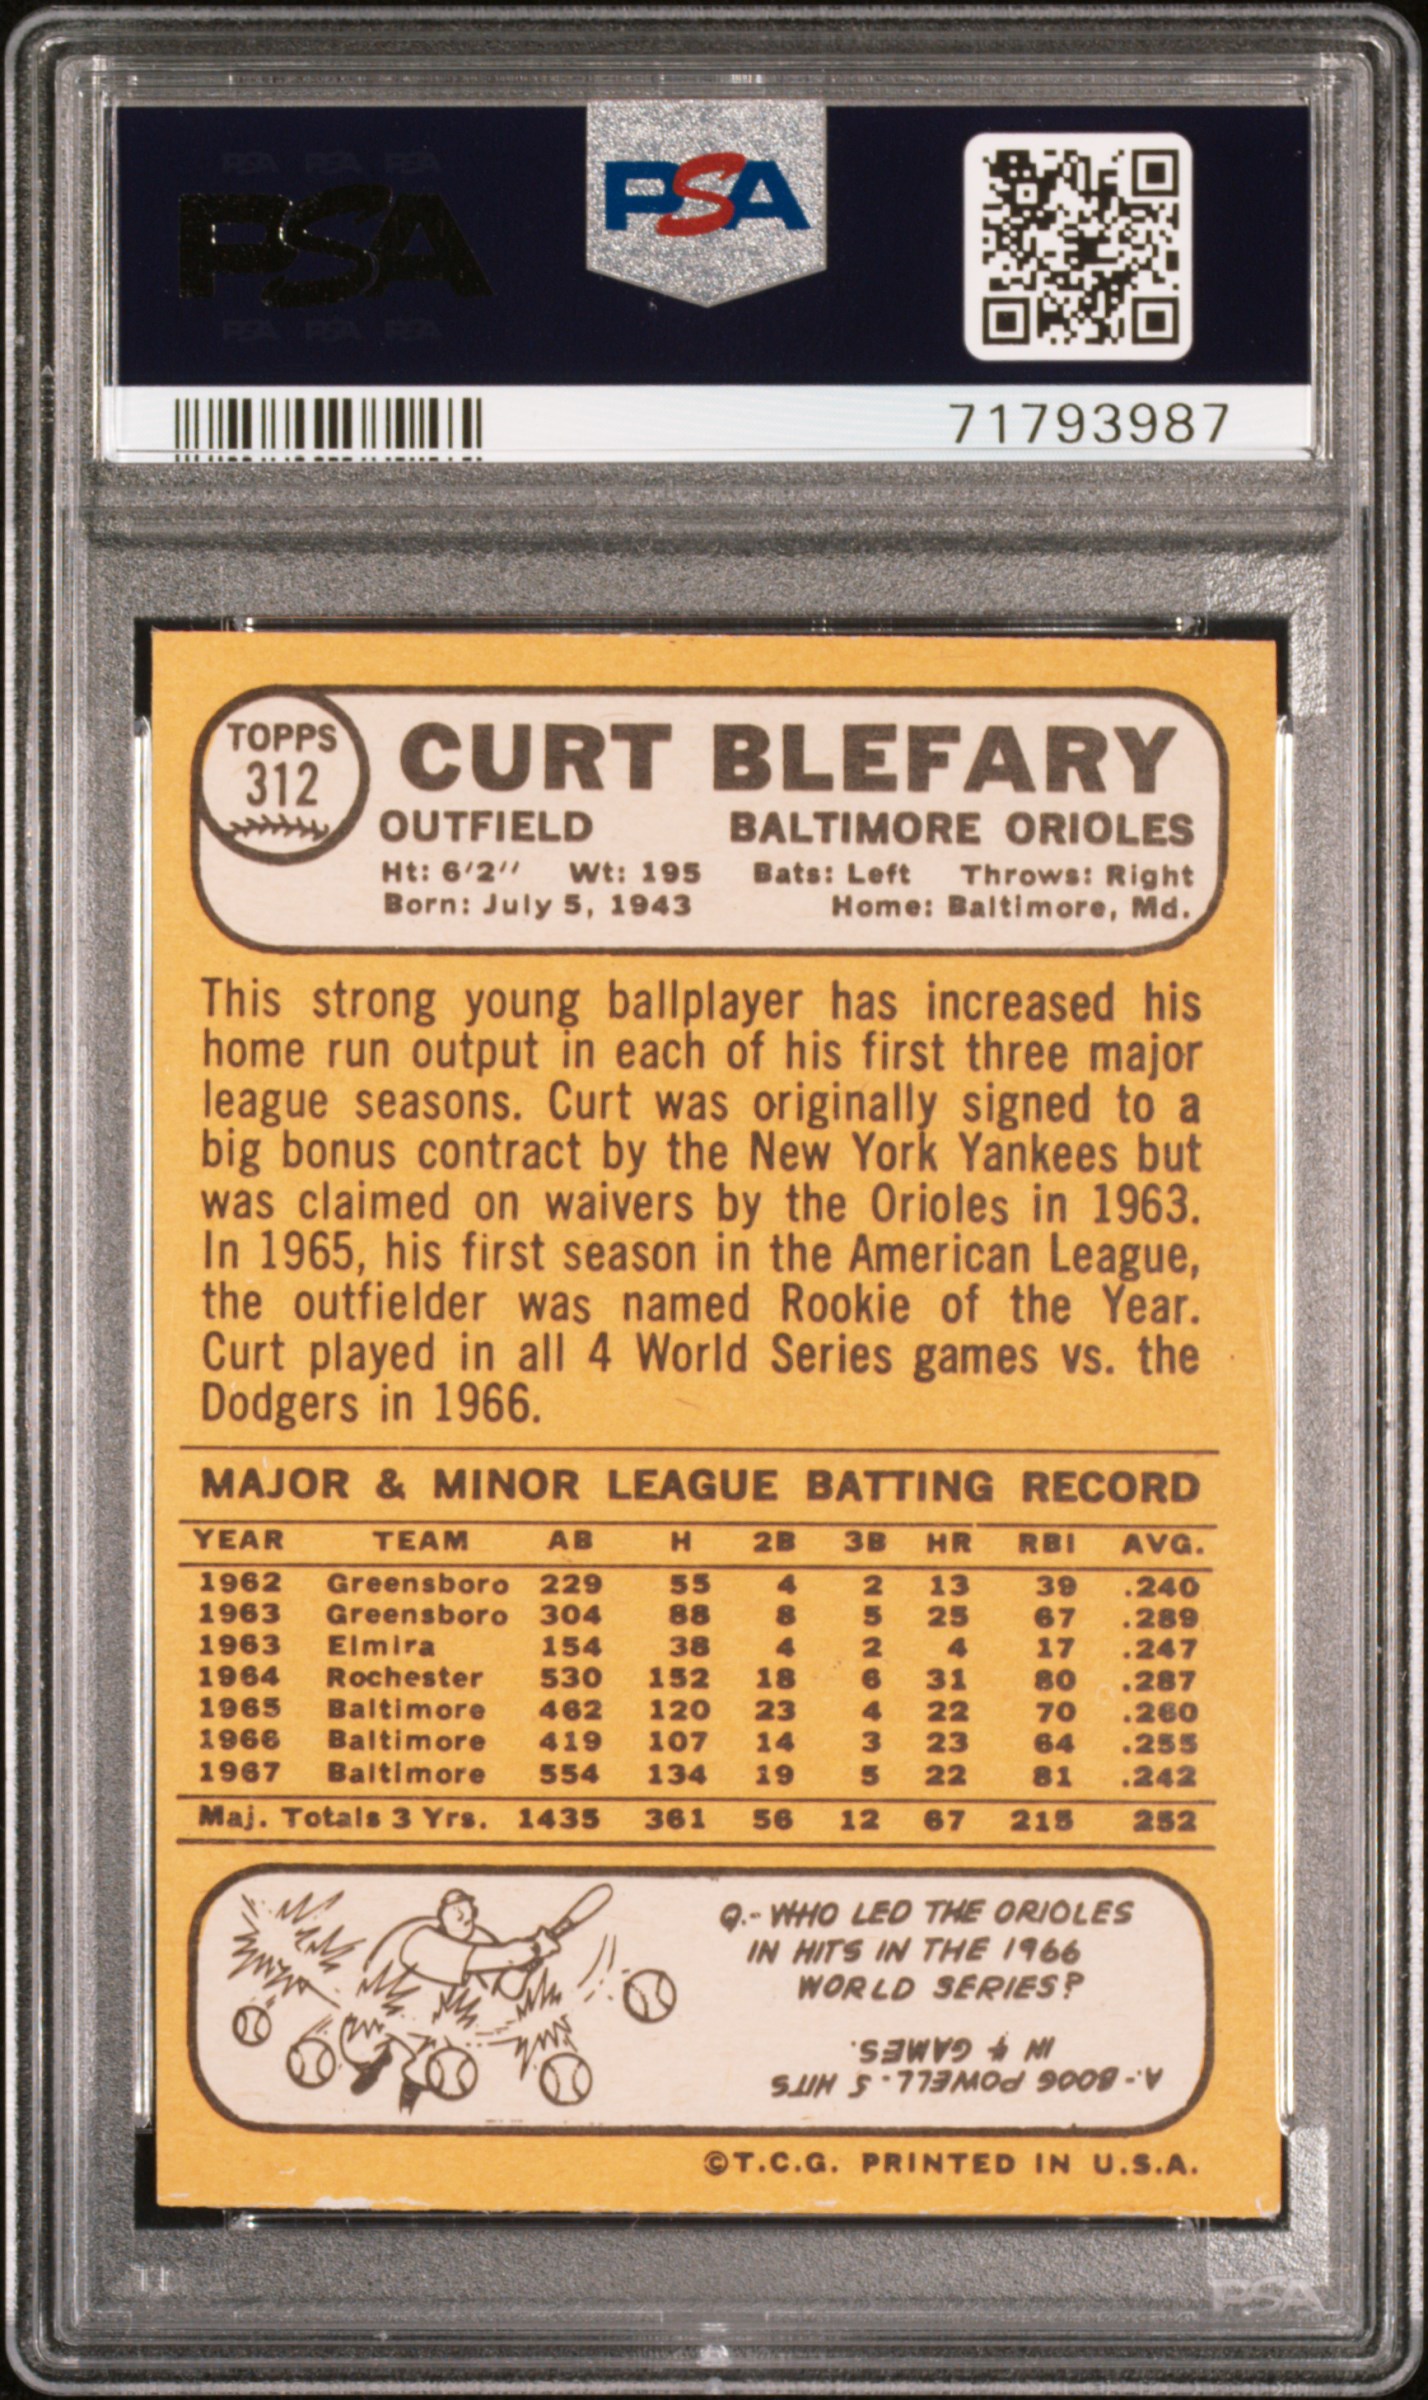 PSA PSA PSA
PSA
PSA PSA PSA
PSA
71793987
TOPPS
312
CURT BLEFARY
OUTFIELD BALTIMORE ORIOLES
Ht: 6'2'' Wt: 195 Bats: Left Throws: Right
Born: July 5, 1943 Home: Baltimore, Md.
This strong young ballplayer has increased his
home run output in each of his first three major
league seasons. Curt was originally signed to a
big bonus contract by the New York Yankees but
was claimed on waivers by the Orioles in 1963.
In 1965, his first season in the American League,
the outfielder was named Rookie of the Year.
Curt played in all 4 World Series games vs. the
Dodgers in 1966.
MAJOR & MINOR LEAGUE BATTING RECORD
YEAR TEAM AB H 2B 3B HR RBI AVG.
1962 Greensboro 229 55 4 2 13 39 .240
1963 Greensboro 304 88 8 5 25 67 .289
1963 Elmira 154 38 4 2 4 17 .247
1964 Rochester 530 152 18 6 31 80 .287
1965 Baltimore 462 120 23 4 22 70 .260
1966 Baltimore 419 107 14 3 23 64 .255
1967 Baltimore 554 134 19 5 22 81 .242
Maj. Totals 3 Yrs. 1435 361 56 12 67 215 252
Q.- WHO LED THE ORIOLES
IN HITS IN THE 1966
WORLD SERIES?
A.- BOOG POWELL. 5 HITS
IN 4 GAMES.
©T.C.G. PRINTED IN U.S.A.
PSA